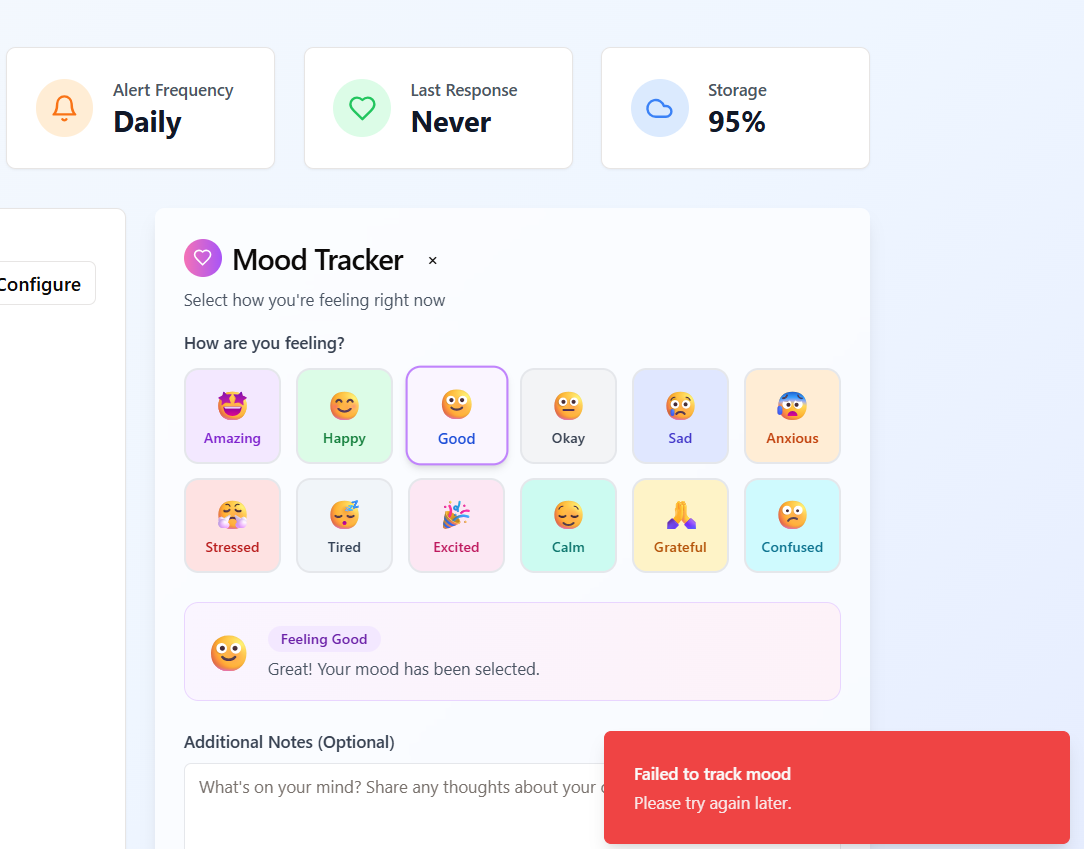 Alert Frequency
Daily
Last Response
Never
Storage
95%
Configure
Mood Tracker ×
Select how you're feeling right now
How are you feeling?
Amazing
Happy
Good
Okay
Sad
Anxious
Stressed
Tired
Excited
Calm
Grateful
Confused
Feeling Good
Great! Your mood has been selected.
Additional Notes (Optional)
What's on your mind? Share any thoughts about your
Failed to track mood
Please try again later.